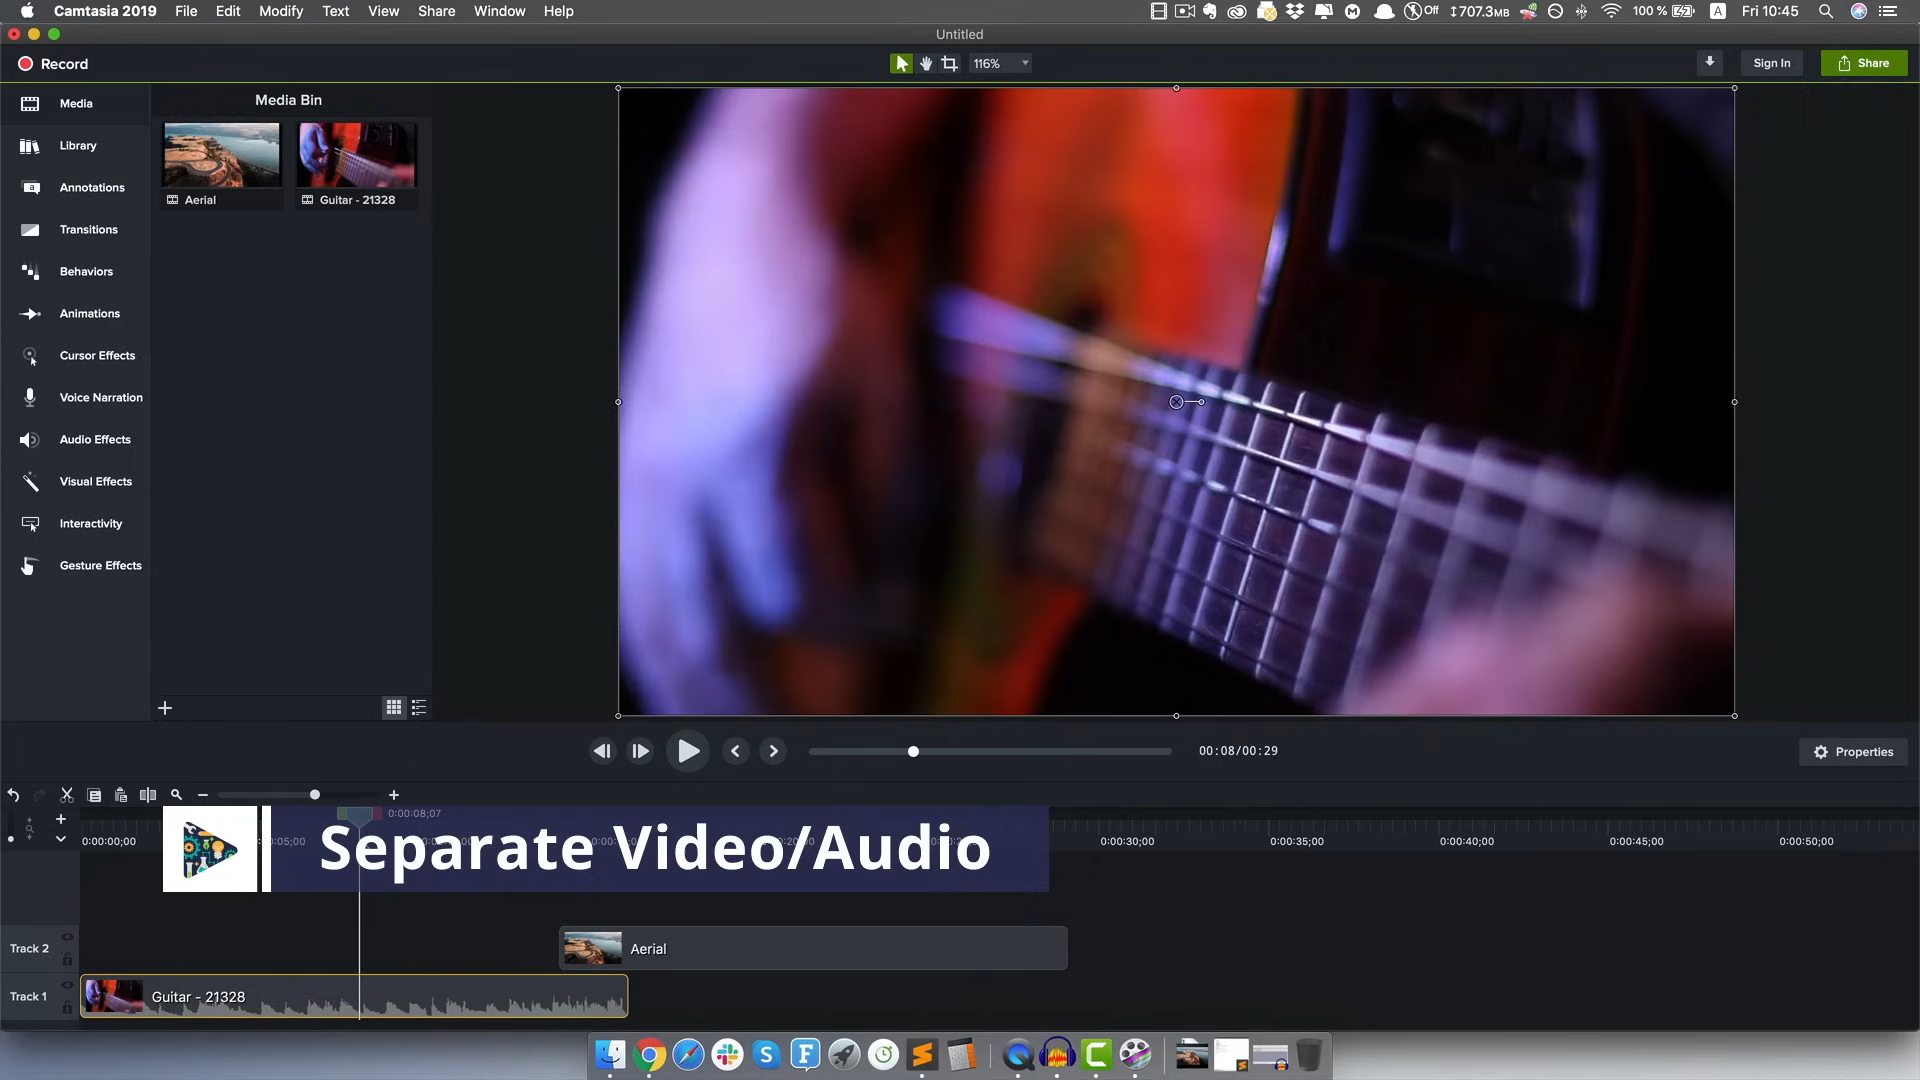 Camtasia 2019 File Edit Modify Text View Share Window Help Off 707.3MB 100 % A Fri 10:45
Untitled
Record 116% Sign In Share
Media
Library
Annotations
Transitions
Behaviors
Animations
Cursor Effects
Voice Narration
Audio Effects
Visual Effects
Interactivity
Gesture Effects
Media Bin
Aerial Guitar - 21328
00:08/00:29 Properties
0:00:08;07
0:00:00;00 05;00 0:00:30;00 0:00:35;00 0:00:40;00 0:00:45;00 0:00:50;00
Separate Video/Audio
Track 2 Aerial
Track 1 Guitar - 21328